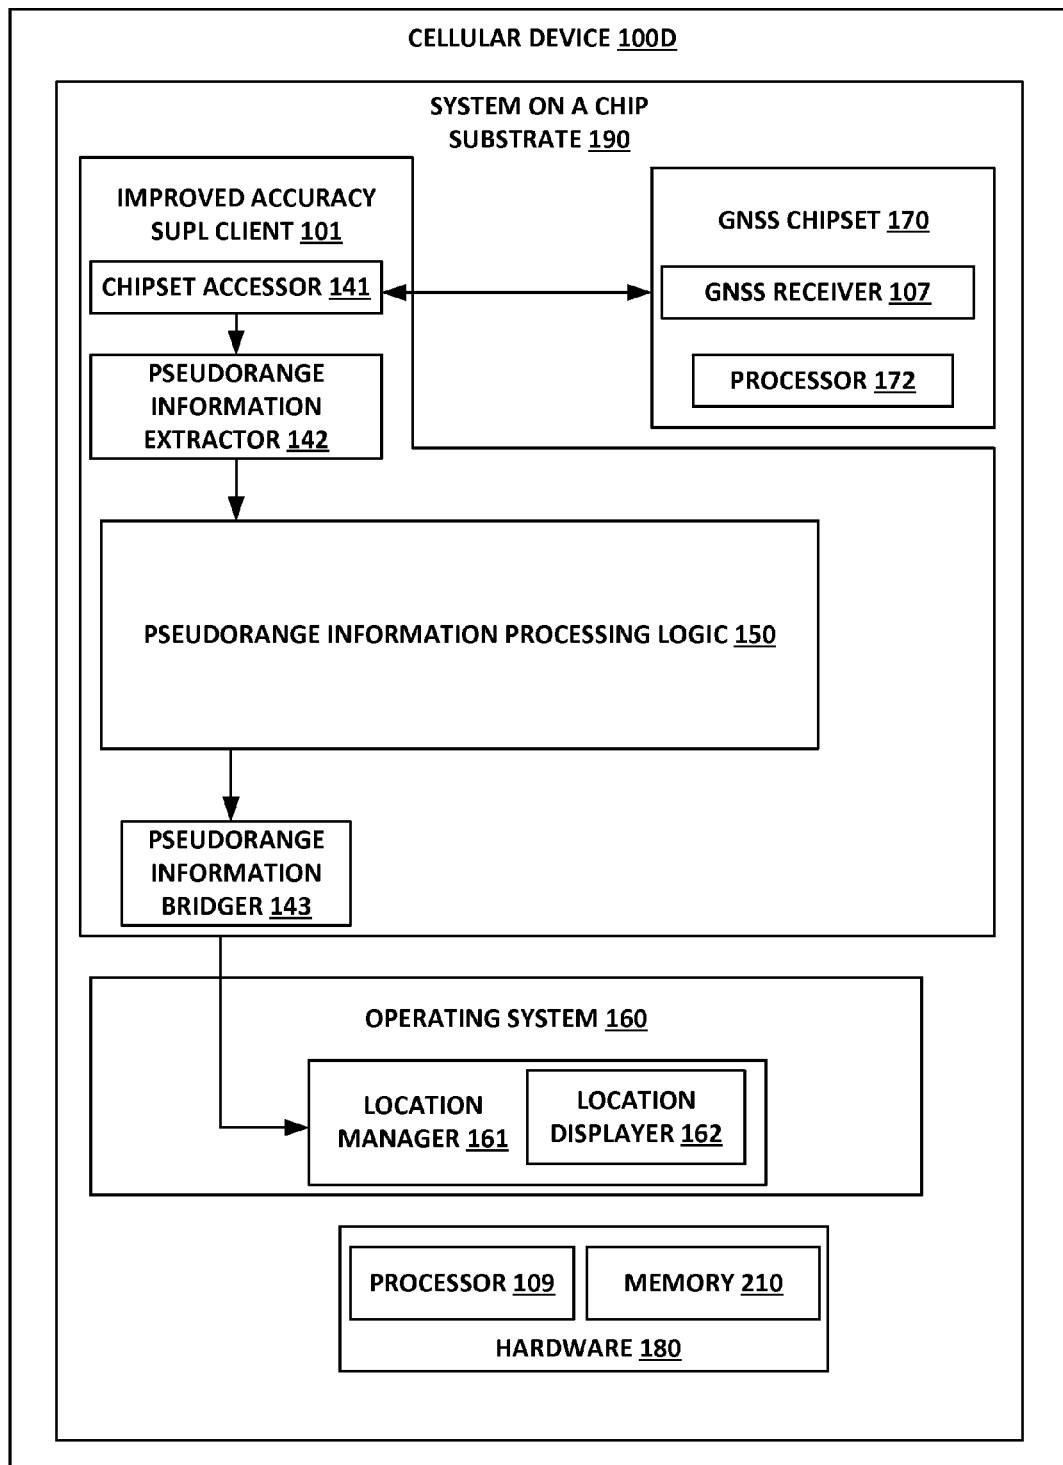 CELLULAR DEVICE 100D
SYSTEM ON A CHIP
SUBSTRATE 190
IMPROVED ACCURACY
SUPL CLIENT 101
CHIPSET ACCESSOR 141
PSEUDORANGE
INFORMATION
EXTRACTOR 142
GNSS CHIPSET 170
GNSS RECEIVER 107
PROCESSOR 172
PSEUDORANGE INFORMATION PROCESSING LOGIC 150
PSEUDORANGE
INFORMATION
BRIDGER 143
OPERATING SYSTEM 160
LOCATION
MANAGER 161
LOCATION
DISPLAYER 162
PROCESSOR 109
MEMORY 210
HARDWARE 180